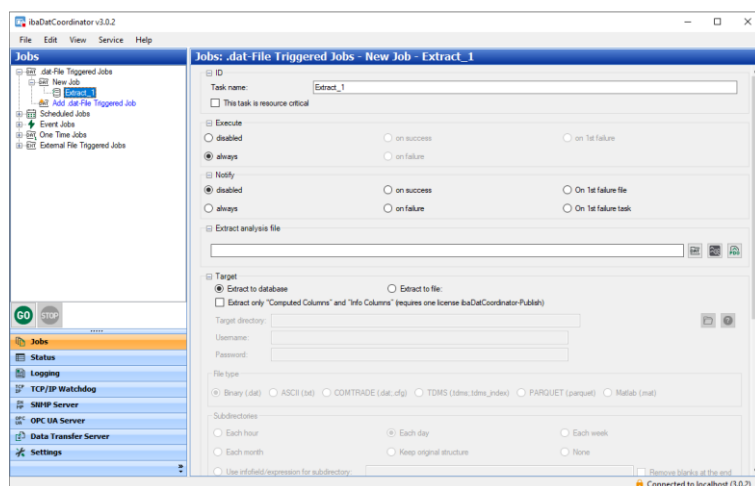 ibaDatCoordinator v3.0.2
File Edit View Service Help
Jobs
.dat-File Triggered Jobs
New Job
Extract_1
Add .dat-File Triggered Job
Scheduled Jobs
Event Jobs
One Time Jobs
External File Triggered Jobs
GO STOP
Jobs
Status
Logging
TCP/IP Watchdog
SNMP Server
OPC UA Server
Data Transfer Server
Settings
Jobs: .dat-File Triggered Jobs - New Job - Extract_1
ID
Task name: Extract_1
This task is resource critical
Execute
disabled on success on 1st failure
always on failure
Notify
disabled on success On 1st failure file
always on failure On 1st failure task
Extract analysis file
PDO
Target
Extract to database Extract to file:
Extract only "Computed Columns" and "Info Columns" (requires one license ibaDatCoordinator-Publish)
Target directory:
Username:
Password:
File type
Binary (.dat) ASCII (.txt) COMTRADE (.dat;.cfg) TDMS (.tdms;.tdms_index) PARQUET (.parquet) Matlab (.mat)
Subdirectories
Each hour Each day Each week
Each month Keep original structure None
Use infofield/expression for subdirectory: Remove blanks at the end
Connected to localhost (3.0.2)